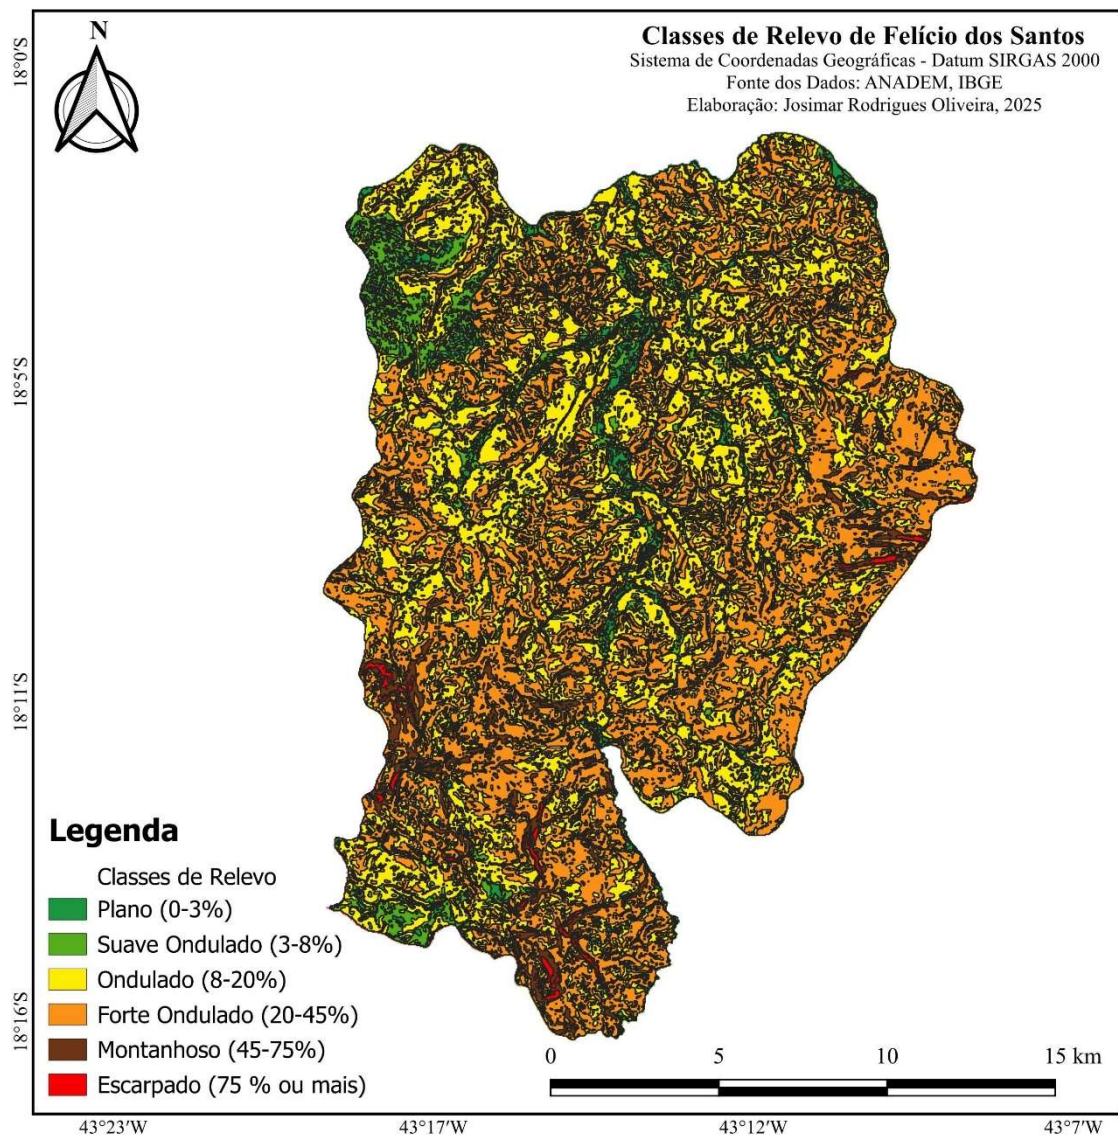 Classes de Relevo de Felício dos Santos
Sistema de Coordenadas Geográficas - Datum SIRGAS 2000
Fonte dos Dados: ANADEM, IBGE
Elaboração: Josimar Rodrigues Oliveira, 2025
N
18°0′S
18°5′S
18°11′S
18°16′S
Legenda
Classes de Relevo
Plano (0-3%)
Suave Ondulado (3-8%)
Ondulado (8-20%)
Forte Ondulado (20-45%)
Montanhoso (45-75%)
Escarpado (75 % ou mais)
0 5 10 15 km
43°23′W 43°17′W 43°12′W 43°7′W